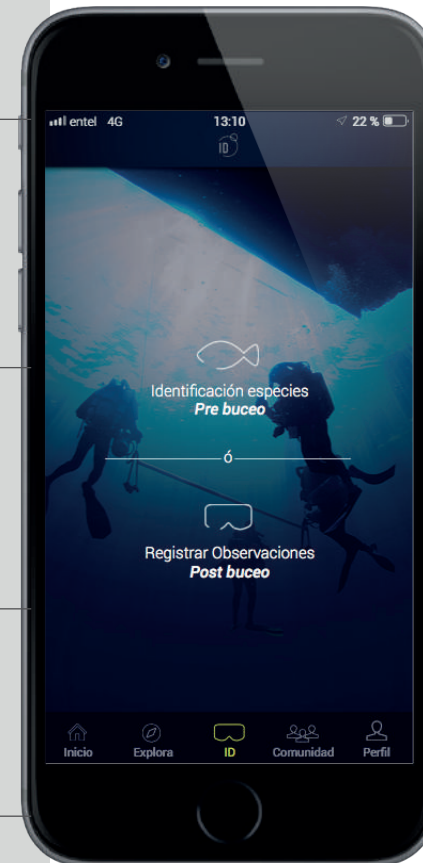 entel 4G 13:10 22 %
ID
Identificación especies
Pre buceo
ó
Registrar Observaciones
Post buceo
Inicio Explora ID Comunidad Perfil